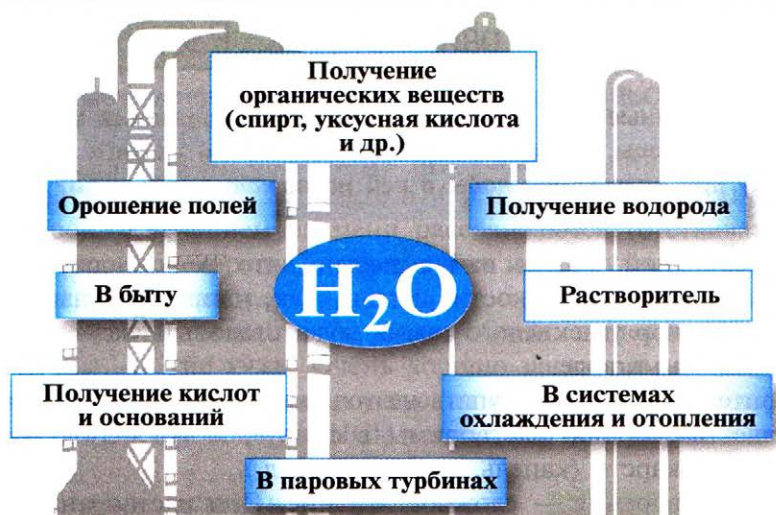 Получение
органических веществ
(спирт, уксусная кислота
и др.)
Орошение полей
Получение водорода
H₂O
В быту
Растворитель
Получение кислот
и оснований
В системах
охлаждения и отопления
В паровых турбинах